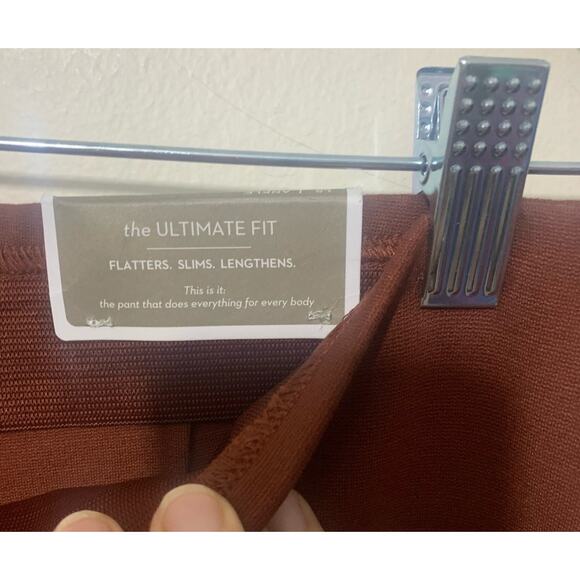 the ULTIMATE FIT
FLATTERS. SLIMS. LENGTHENS.
This is it:
the pant that does everything for every body